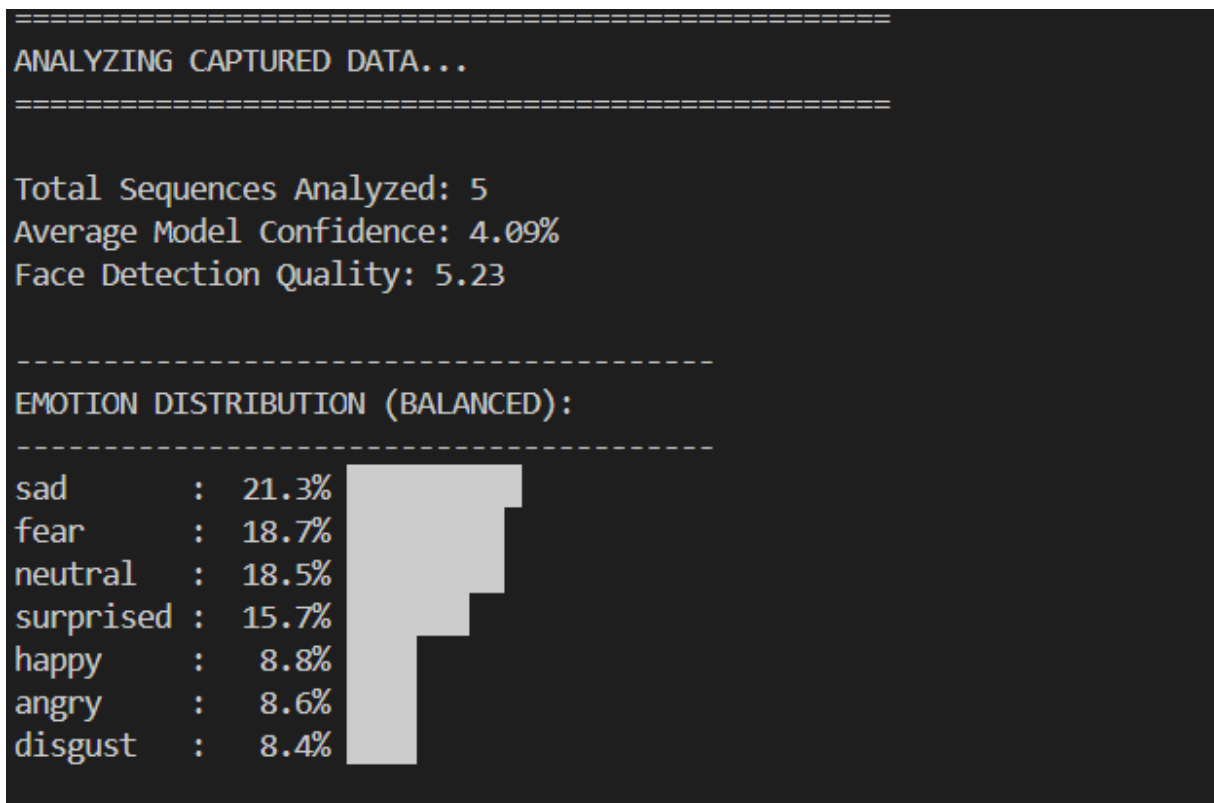 ==================================================
ANALYZING CAPTURED DATA...
==================================================
Total Sequences Analyzed: 5
Average Model Confidence: 4.09%
Face Detection Quality: 5.23
----------------------------------------
EMOTION DISTRIBUTION (BALANCED):
----------------------------------------
sad       :  21.3%
fear      :  18.7%
neutral   :  18.5%
surprised :  15.7%
happy     :   8.8%
angry     :   8.6%
disgust   :   8.4%